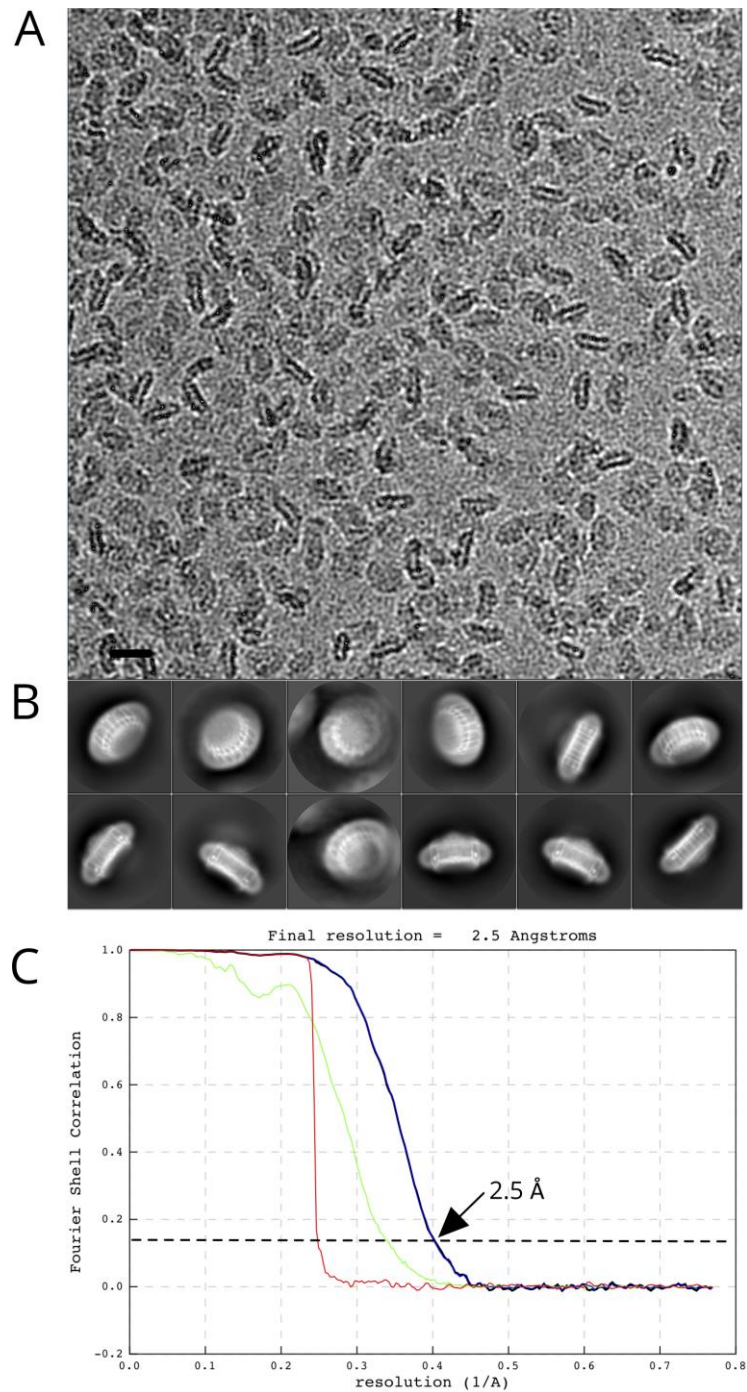 A
B
C
Final resolution = 2.5 Angstroms
1.0
0.8
0.6
0.4
0.2
0.0
−0.2
Fourier Shell Correlation
2.5 Å
0.0 0.1 0.2 0.3 0.4 0.5 0.6 0.7 0.8
resolution (1/A)